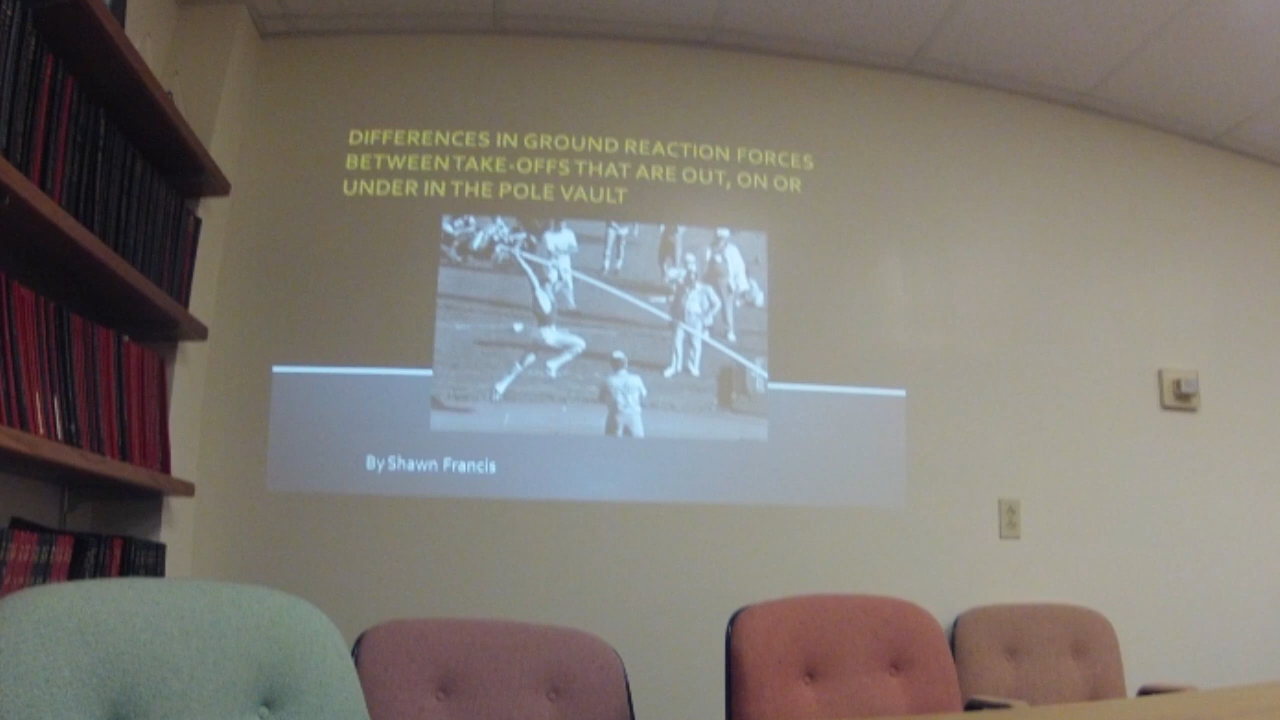 DIFFERENCES IN GROUND REACTION FORCES
BETWEEN TAKE-OFFS THAT ARE OUT, ON OR
UNDER IN THE POLE VAULT
By Shawn Francis